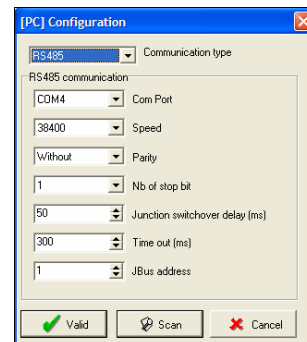 [PC] Configuration
RS485 Communication type
RS485 communication
COM4 Com Port
38400 Speed
Without Parity
1 Nb of stop bit
50 Junction switchover delay (ms)
300 Time out (ms)
1 JBus address
Valid Scan Cancel